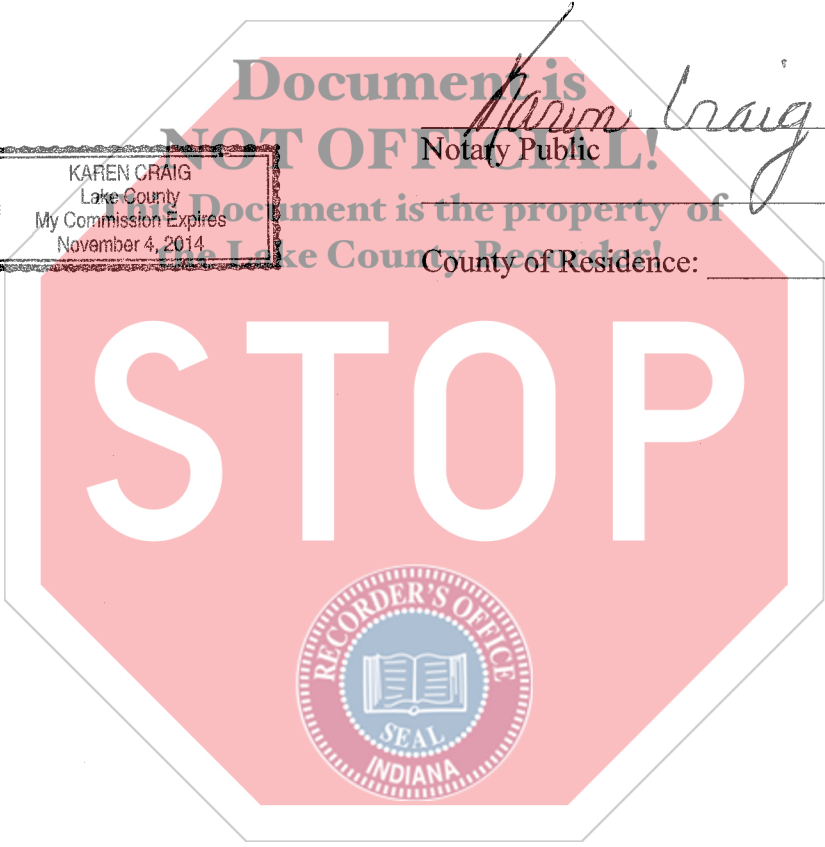 Document is
NOT OFFICIAL!
This Document is the property of
the Lake County Recorder!
Karen Craig
Notary Public
KAREN CRAIG
Lake County
My Commission Expires
November 4, 2014
County of Residence:
STOP
RECORDER'S OFFICE
SEAL
INDIANA